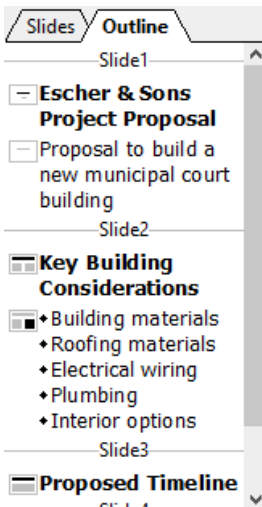 Slides Outline
Slide1
Escher & Sons
Project Proposal
Proposal to build a
new municipal court
building
Slide2
Key Building
Considerations
Building materials
Roofing materials
Electrical wiring
Plumbing
Interior options
Slide3
Proposed Timeline